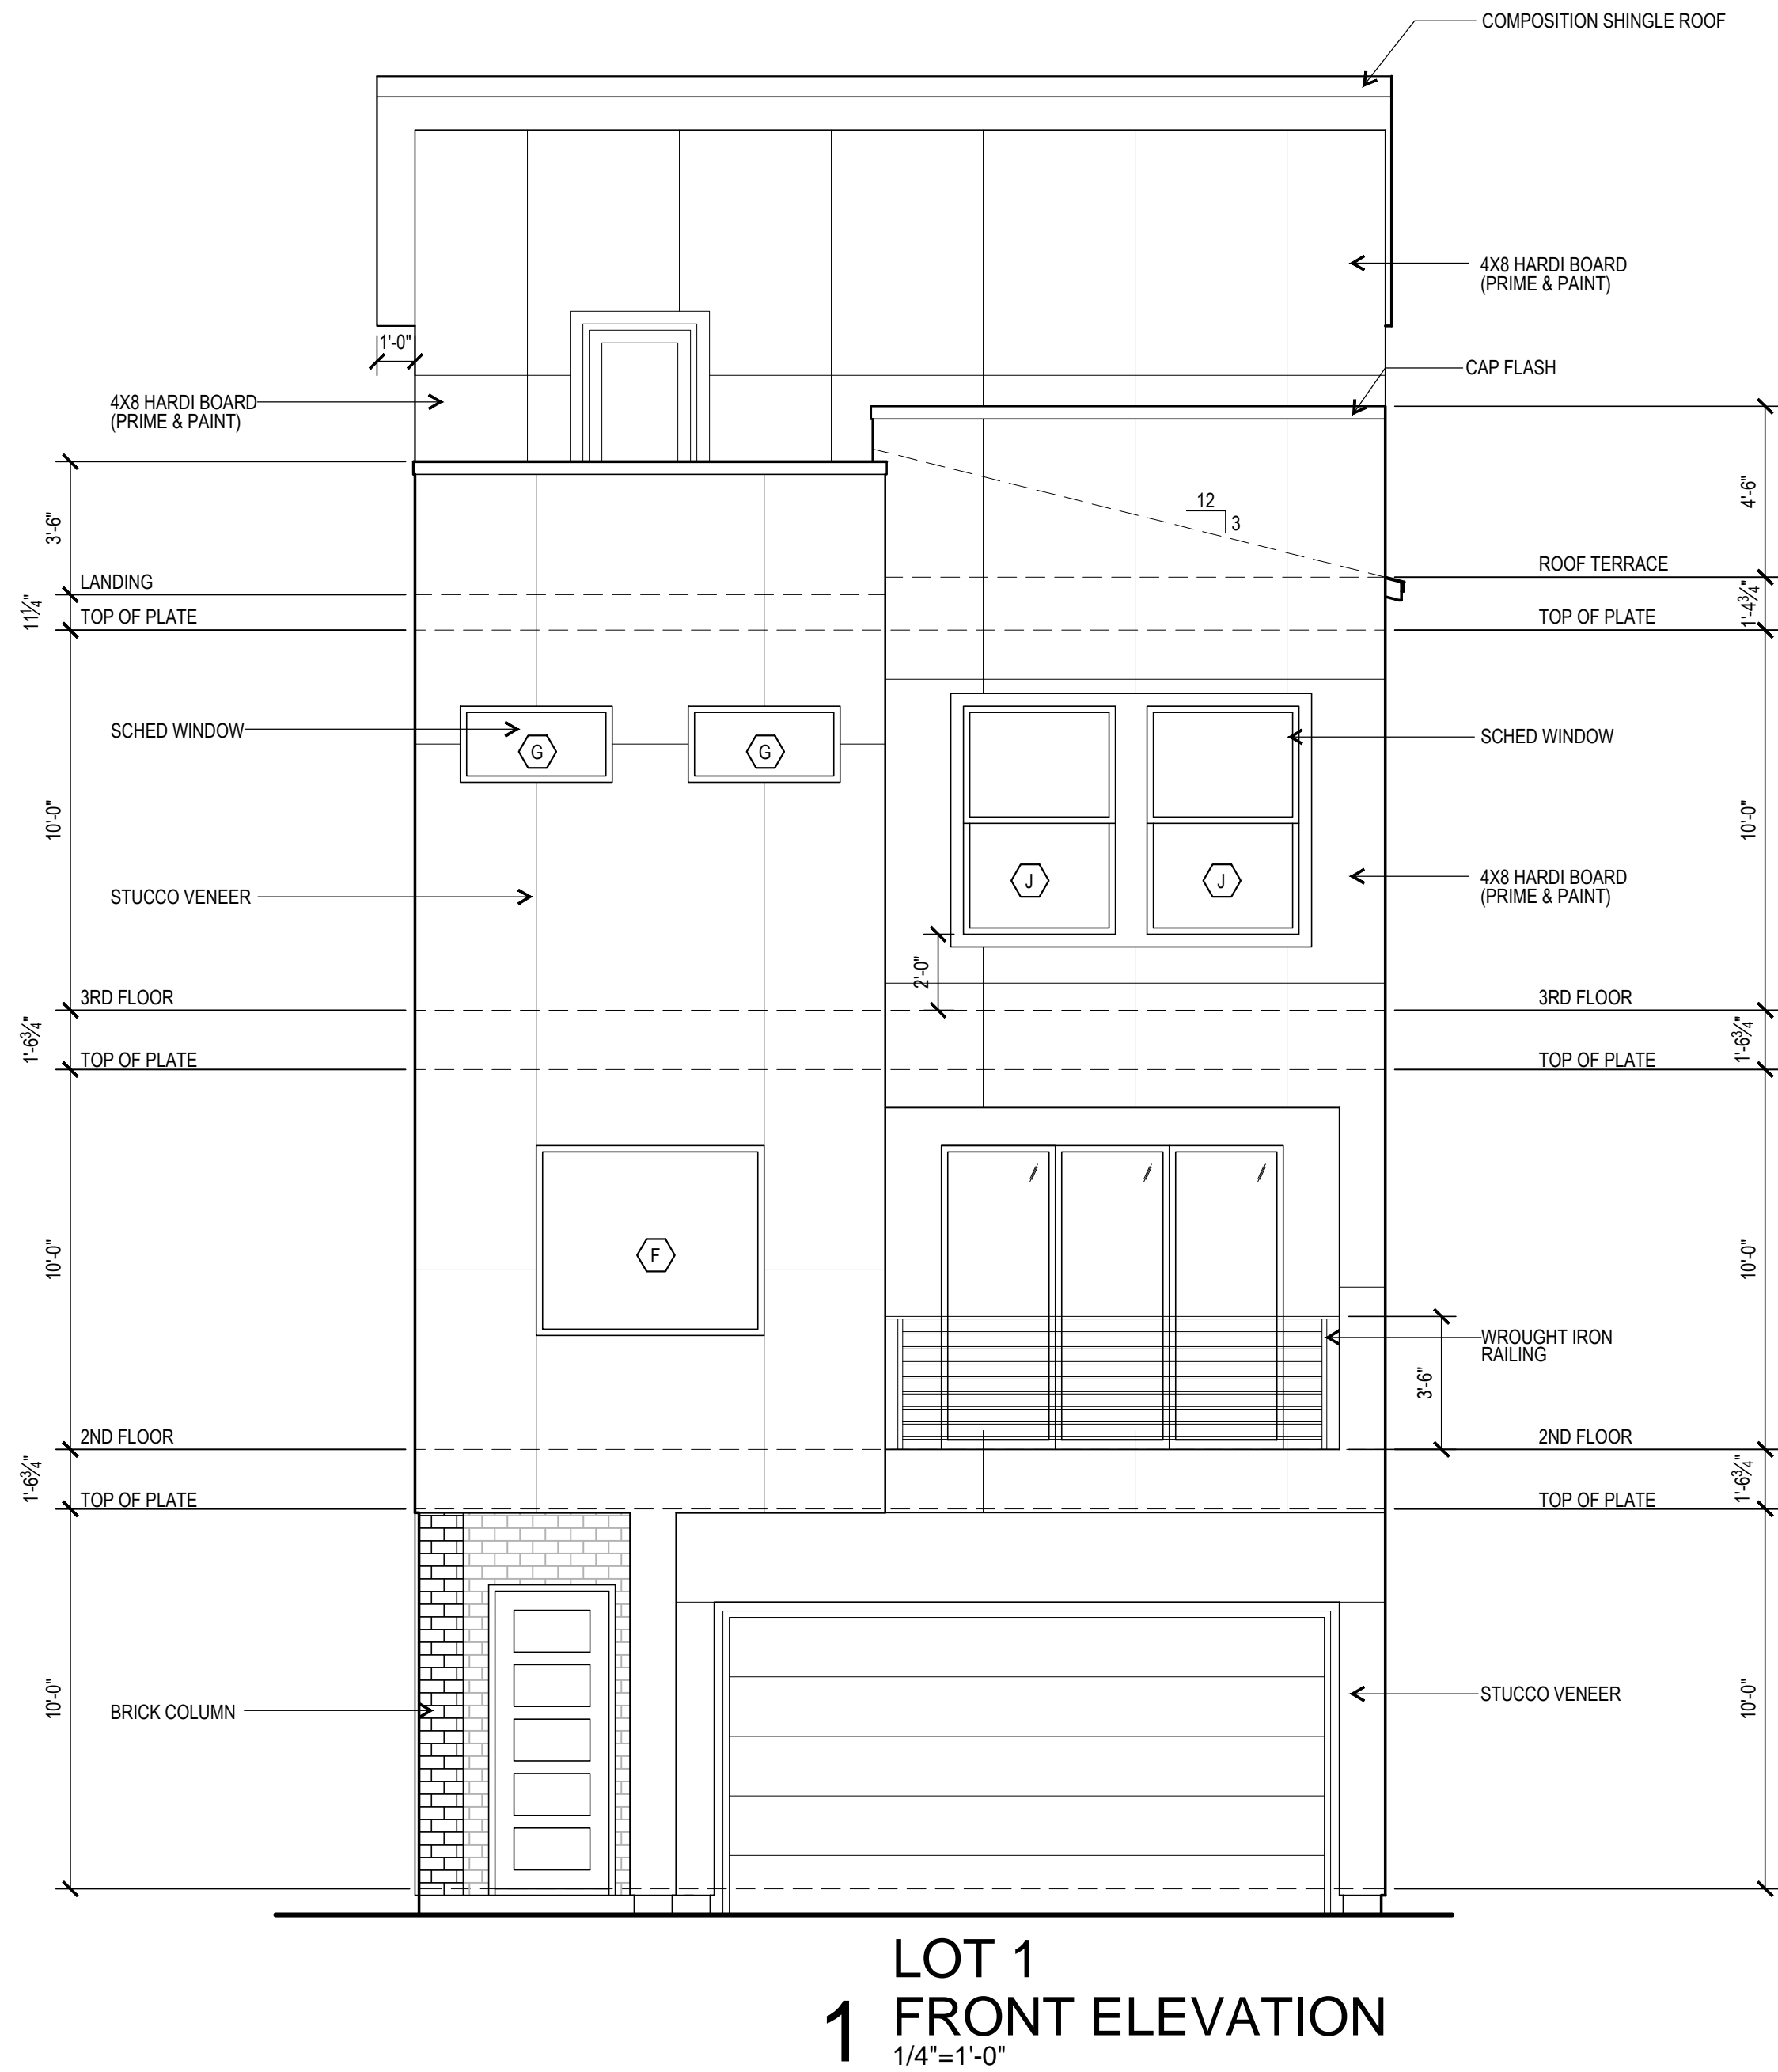 COMPOSITION SHINGLE ROOF
4X8 HARDI BOARD
(PRIME & PAINT)
1'-0"
CAP FLASH
4X8 HARDI BOARD
(PRIME & PAINT)
3'-6"
4'-6"
12
3
LANDING
ROOF TERRACE
11¼"
1'-4¾"
TOP OF PLATE
TOP OF PLATE
SCHED WINDOW
G
G
SCHED WINDOW
10'-0"
10'-0"
STUCCO VENEER
J
J
4X8 HARDI BOARD
(PRIME & PAINT)
2'-0"
3RD FLOOR
3RD FLOOR
1'-6¾"
1'-6¾"
TOP OF PLATE
TOP OF PLATE
10'-0"
F
10'-0"
WROUGHT IRON
RAILING
3'-6"
2ND FLOOR
2ND FLOOR
1'-6¾"
1'-6¾"
TOP OF PLATE
TOP OF PLATE
10'-0"
BRICK COLUMN
STUCCO VENEER
10'-0"
LOT 1
1 FRONT ELEVATION
1/4"=1'-0"